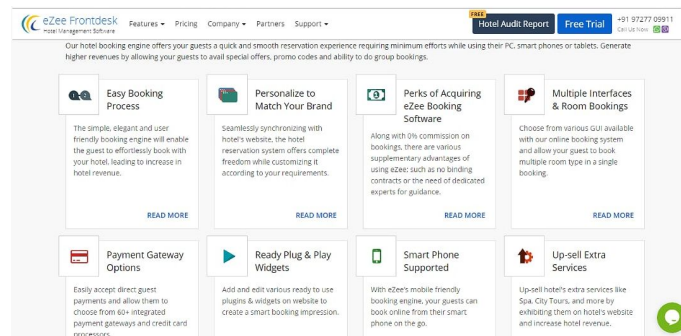 eZee Frontdesk
Hotel Management Software
Features
Pricing
Company
Partners
Support
FREE
Hotel Audit Report
Free Trial
+91 97277 09911
Call Us Now
Our hotel booking engine offers your guests a quick and smooth reservation experience requiring minimum efforts while using their PC, smart phones or tablets. Generate
higher revenues by allowing your guests to avail special offers, promo codes and ability to do group bookings.
Easy Booking
Process
The simple, elegant and user
friendly booking engine will enable
the guest to effortlessly book with
your hotel, leading to increase in
hotel revenue.
READ MORE
Personalize to
Match Your Brand
Seamlessly synchronizing with
hotel's website, the hotel
reservation system offers complete
freedom while customizing it
according to your requirements.
READ MORE
Perks of Acquiring
eZee Booking
Software
Along with 0% commission on
bookings, there are various
supplementary advantages of
using eZee; such as no binding
contracts or the need of dedicated
experts for guidance.
READ MORE
Multiple Interfaces
& Room Bookings
Choose from various GUI available
with our online booking system
and allow your guest to book
multiple room type in a single
booking.
READ MORE
Payment Gateway
Options
Easily accept direct guest
payments and allow them to
choose from 60+ integrated
payment gateways and credit card
processors.
Ready Plug & Play
Widgets
Add and edit various ready to use
plugins & widgets on website to
create a smart booking impression.
Smart Phone
Supported
With eZee's mobile friendly
booking engine, your guests can
book online from their smart
phone on the go.
Up-sell Extra
Services
Up-sell hotel's extra services like
Spa, City Tours, and more by
exhibiting them on hotel's website
and increase hotel revenue.